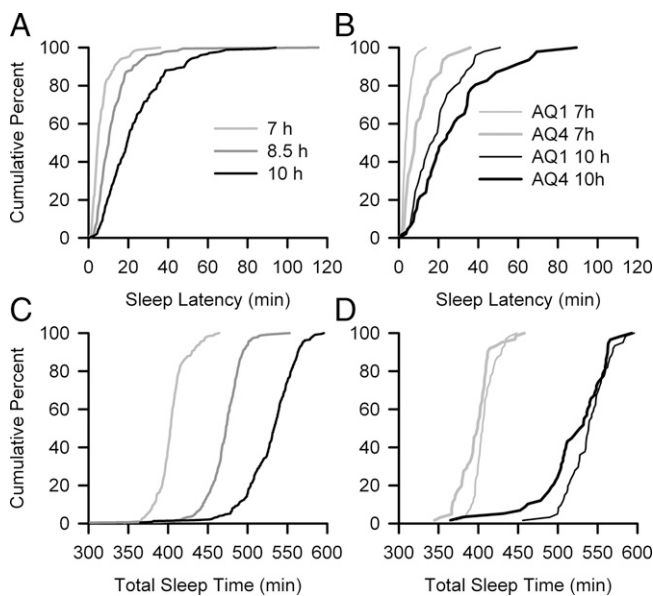 A
B
100
80
60
40
20
0
Cumulative Percent
7 h
8.5 h
10 h
0 20 40 60 80 100 120
Sleep Latency (min)
100
80
60
40
20
0
AQ1 7h
AQ4 7h
AQ1 10 h
AQ4 10h
0 20 40 60 80 100 120
Sleep Latency (min)
C
D
100
80
60
40
20
0
Cumulative Percent
300 350 400 450 500 550 600
Total Sleep Time (min)
100
80
60
40
20
0
300 350 400 450 500 550 600
Total Sleep Time (min)